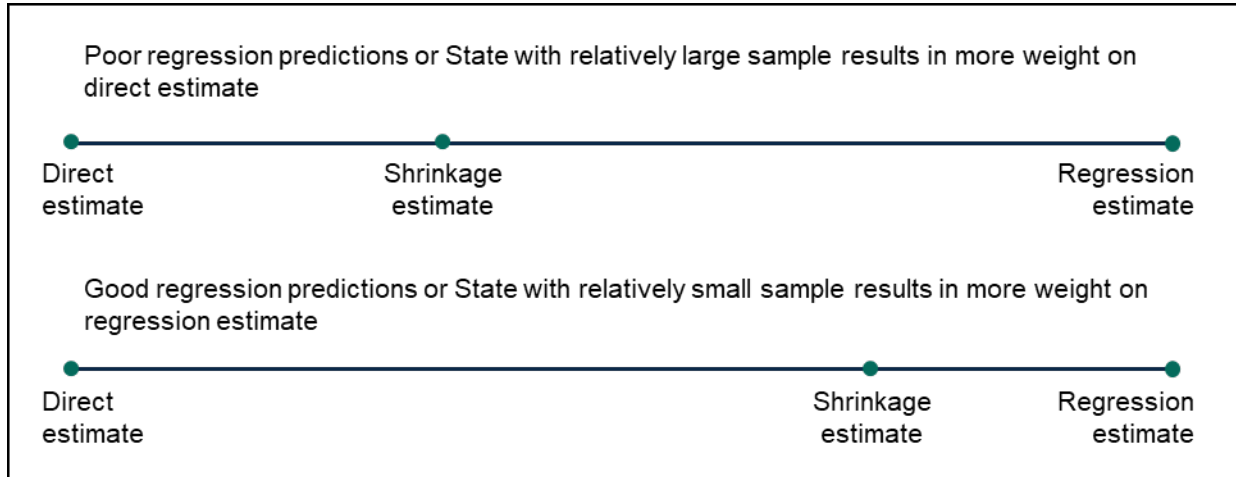 Poor regression predictions or State with relatively large sample results in more weight on
direct estimate
Direct
estimate
Shrinkage
estimate
Regression
estimate
Good regression predictions or State with relatively small sample results in more weight on
regression estimate
Direct
estimate
Shrinkage
estimate
Regression
estimate